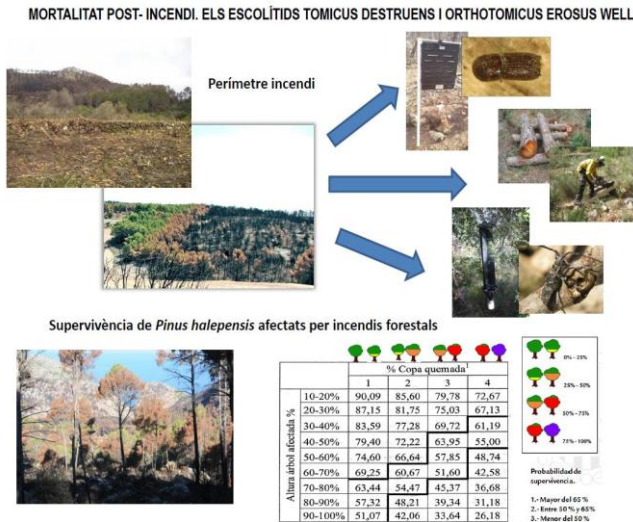 MORTALITAT POST- INCENDI. ELS ESCOLÍTIDS TOMICUS DESTRUENS I ORTHOTOMICUS EROSUS WELL
Perímetre incendi
Supervivència de Pinus halepensis afectats per incendis forestals
% Copa quemada¹
1 2 3 4
Altura árbol afectada %
10-20% 90,09 85,60 79,78 72,67
20-30% 87,15 81,75 75,03 67,13
30-40% 83,59 77,28 69,72 61,19
40-50% 79,40 72,22 63,95 55,00
50-60% 74,60 66,64 57,85 48,74
60-70% 69,25 60,67 51,60 42,58
70-80% 63,44 54,47 45,37 36,68
80-90% 57,32 48,21 39,34 31,18
90-100% 51,07 42,06 33,64 26,18
0% - 25%
25% - 50%
50% - 75%
75% - 100%
Probabilidad de
supervivencia.
1.- Mayor del 65 %
2.- Entre 50 % y 65%
3.- Menor del 50 %